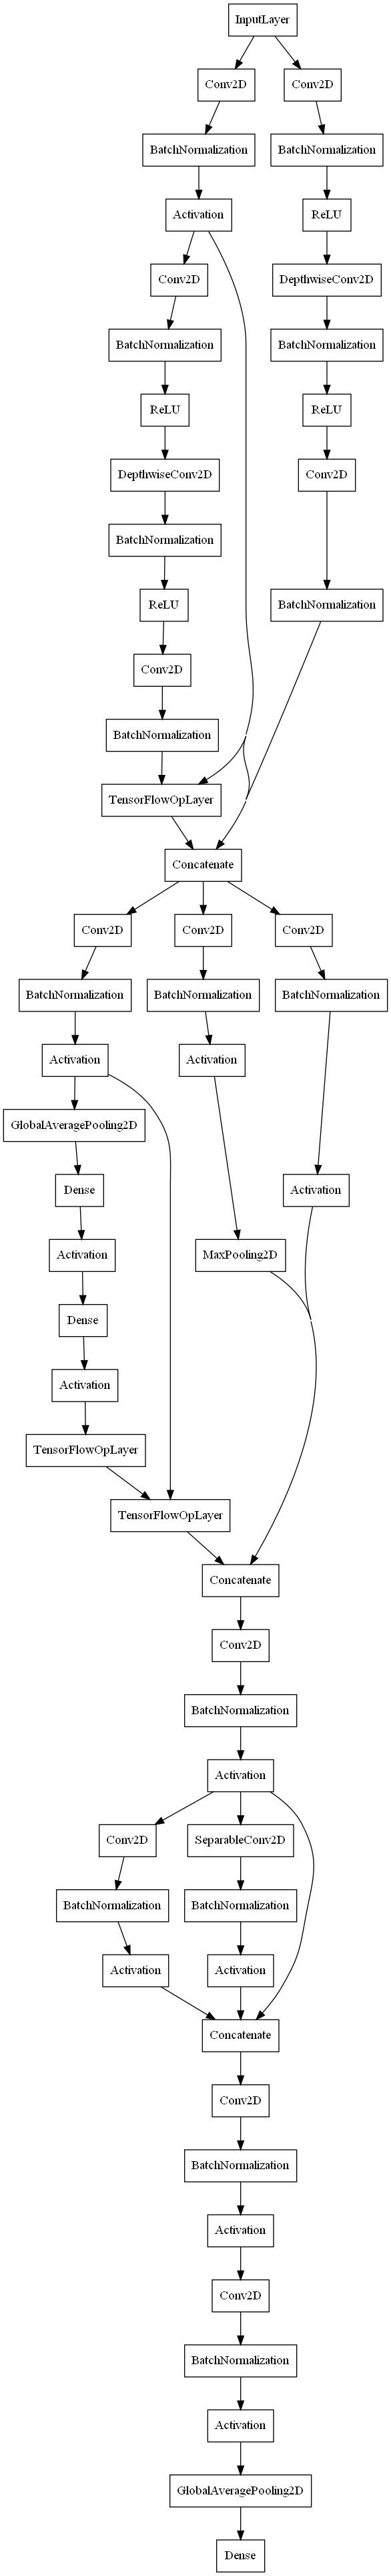 InputLayer
Conv2D Conv2D
BatchNormalization BatchNormalization
Activation ReLU
Conv2D DepthwiseConv2D
BatchNormalization BatchNormalization
ReLU ReLU
DepthwiseConv2D Conv2D
BatchNormalization
ReLU BatchNormalization
Conv2D
BatchNormalization
TensorFlowOpLayer
Concatenate
Conv2D Conv2D Conv2D
BatchNormalization BatchNormalization BatchNormalization
Activation Activation
GlobalAveragePooling2D
Dense Activation
Activation MaxPooling2D
Dense
Activation
TensorFlowOpLayer
TensorFlowOpLayer
Concatenate
Conv2D
BatchNormalization
Activation
Conv2D SeparableConv2D
BatchNormalization BatchNormalization
Activation Activation
Concatenate
Conv2D
BatchNormalization
Activation
Conv2D
BatchNormalization
Activation
GlobalAveragePooling2D
Dense